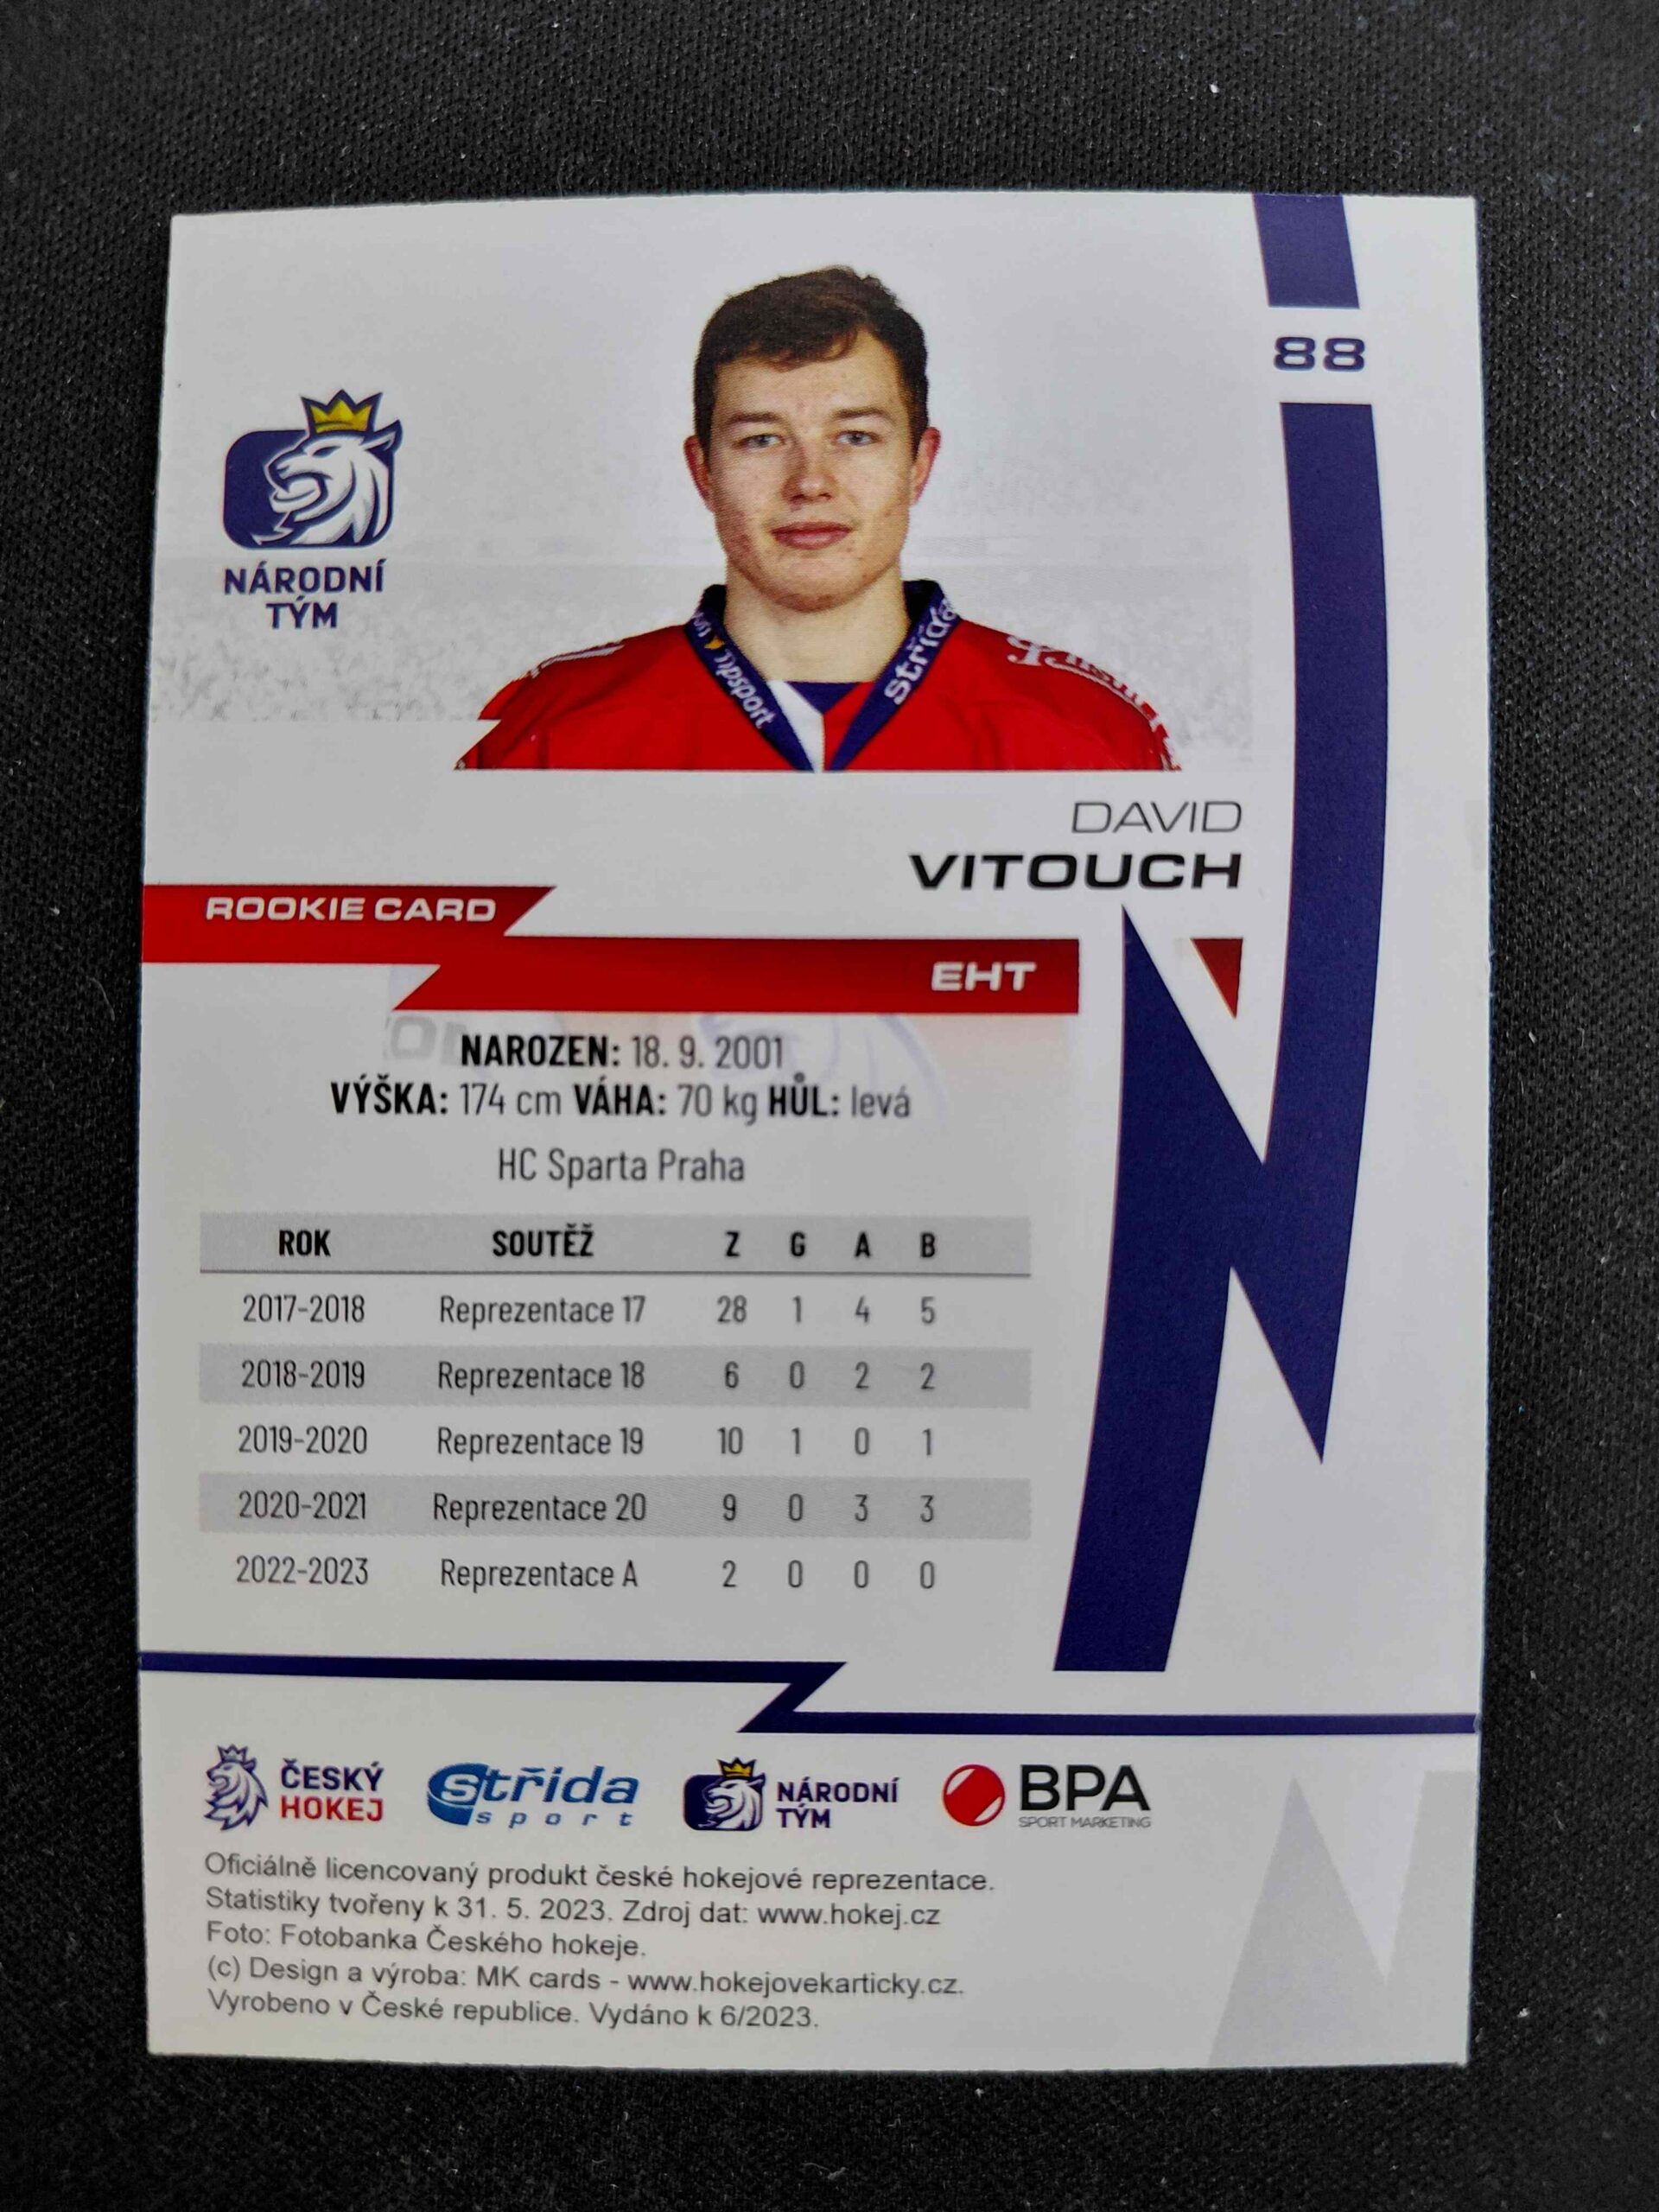 88
NÁRODNÍ
TÝM
Tipsport
Střída
DAVID
VITOUCH
ROOKIE CARD
EHT
NAROZEN: 18. 9. 2001
VÝŠKA: 174 cm VÁHA: 70 kg HŮL: levá
HC Sparta Praha
ROK SOUTĚŽ Z G A B
2017-2018 Reprezentace 17 28 1 4 5
2018-2019 Reprezentace 18 6 0 2 2
2019-2020 Reprezentace 19 10 1 0 1
2020-2021 Reprezentace 20 9 0 3 3
2022-2023 Reprezentace A 2 0 0 0
ČESKÝ HOKEJ
střída sport
NÁRODNÍ TÝM
BPA SPORT MARKETING
Oficiálně licencovaný produkt české hokejové reprezentace.
Statistiky tvořeny k 31. 5. 2023. Zdroj dat: www.hokej.cz
Foto: Fotobanka Českého hokeje.
(c) Design a výroba: MK cards - www.hokejovekarticky.cz.
Vyrobeno v České republice. Vydáno k 6/2023.